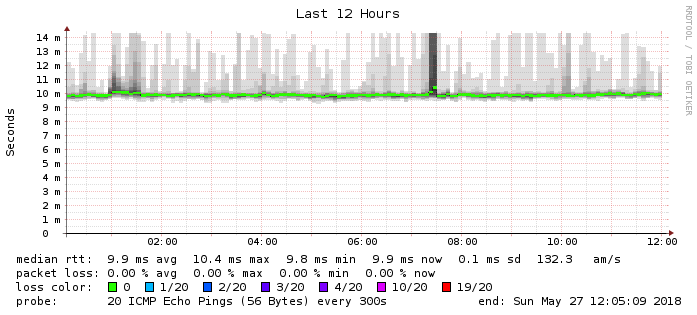 Last 12 Hours
RRDTOOL / TOBI OETIKER
Seconds
14 m
13 m
12 m
11 m
10 m
9 m
8 m
7 m
6 m
5 m
4 m
3 m
2 m
1 m
0
02:00 04:00 06:00 08:00 10:00 12:00
median rtt: 9.9 ms avg 10.4 ms max 9.8 ms min 9.9 ms now 0.1 ms sd 132.3 am/s
packet loss: 0.00 % avg 0.00 % max 0.00 % min 0.00 % now
loss color: 0 1/20 2/20 3/20 4/20 10/20 19/20
probe: 20 ICMP Echo Pings (56 Bytes) every 300s end: Sun May 27 12:05:09 2018